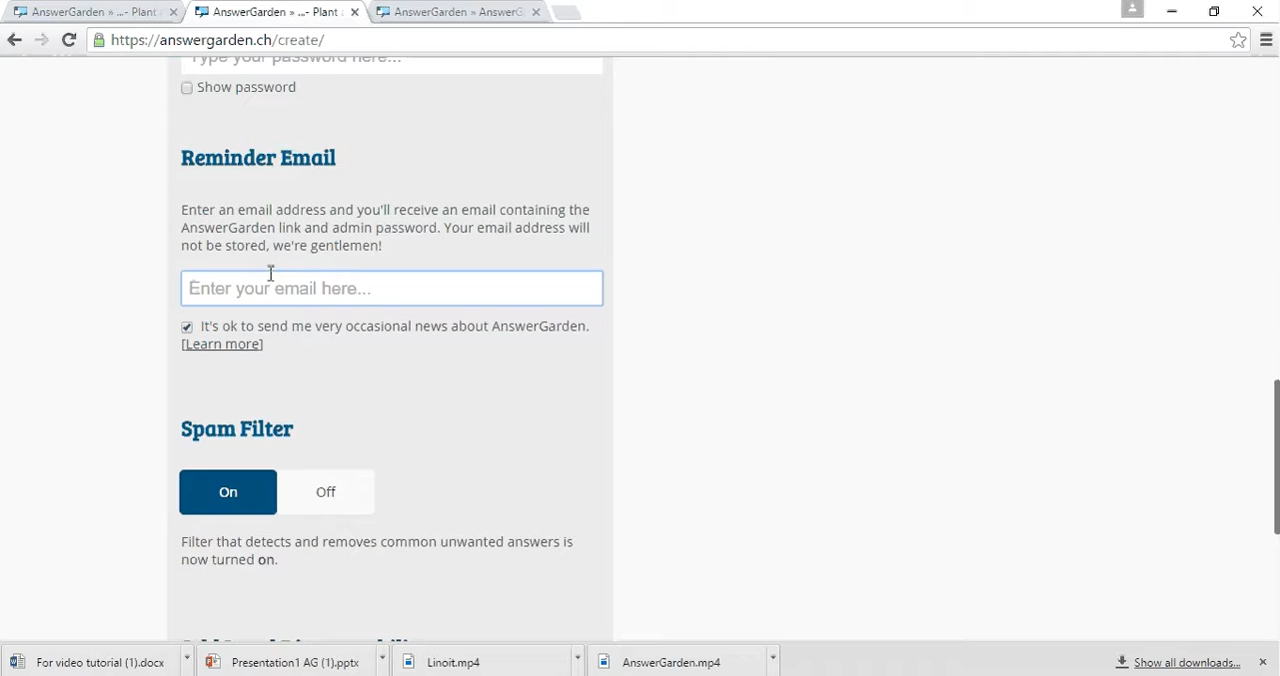 AnswerGarden » ...- Plant a
AnswerGarden » ...- Plant a
AnswerGarden » AnswerG
https://answergarden.ch/create/
Type your password here...
Show password
Reminder Email
Enter an email address and you'll receive an email containing the
AnswerGarden link and admin password. Your email address will
not be stored, we're gentlemen!
Enter your email here...
It's ok to send me very occasional news about AnswerGarden.
[Learn more]
Spam Filter
On Off
Filter that detects and removes common unwanted answers is
now turned on.
For video tutorial (1).docx
Presentation1 AG (1).pptx
Linoit.mp4
AnswerGarden.mp4
Show all downloads...